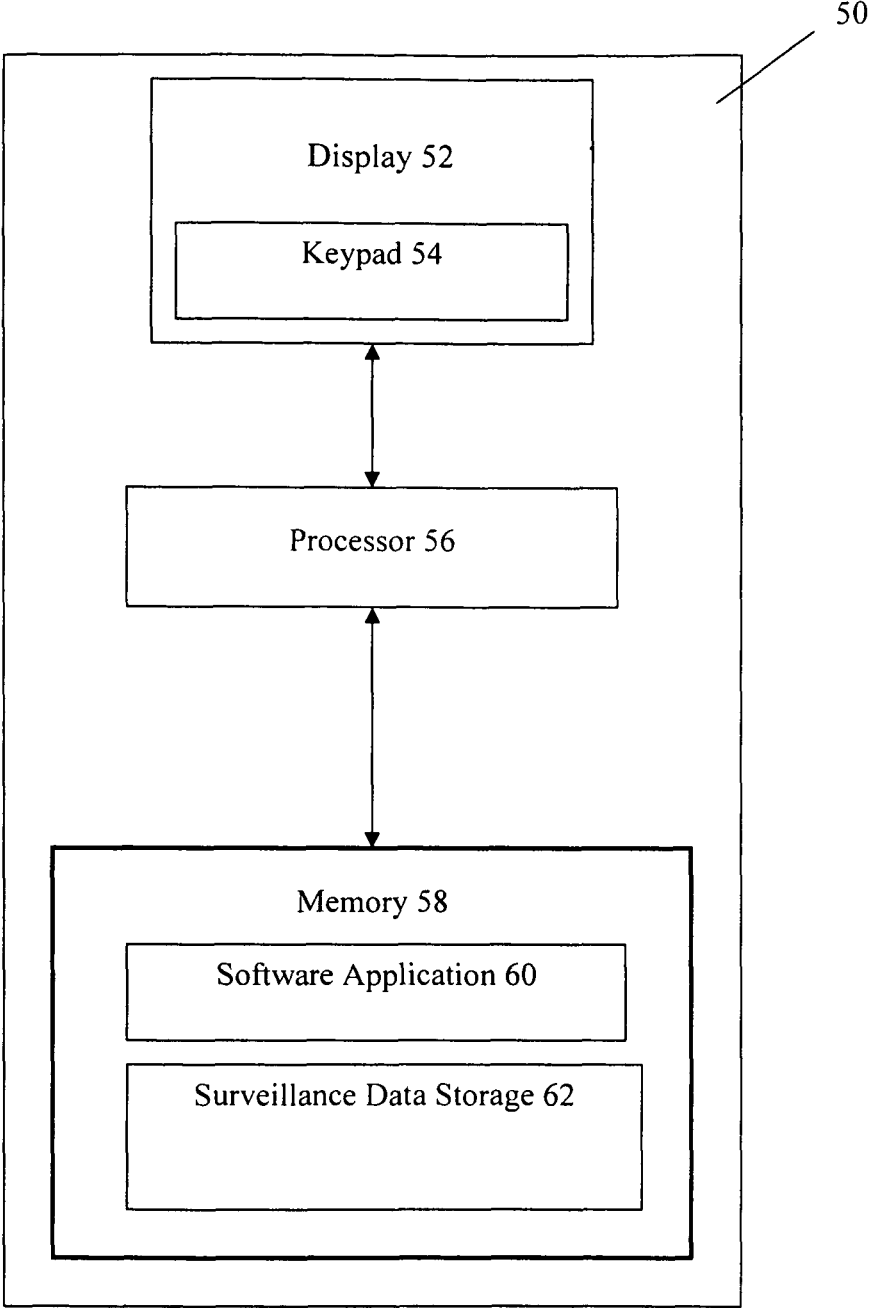 50
Display 52
Keypad 54
Processor 56
Memory 58
Software Application 60
Surveillance Data Storage 62